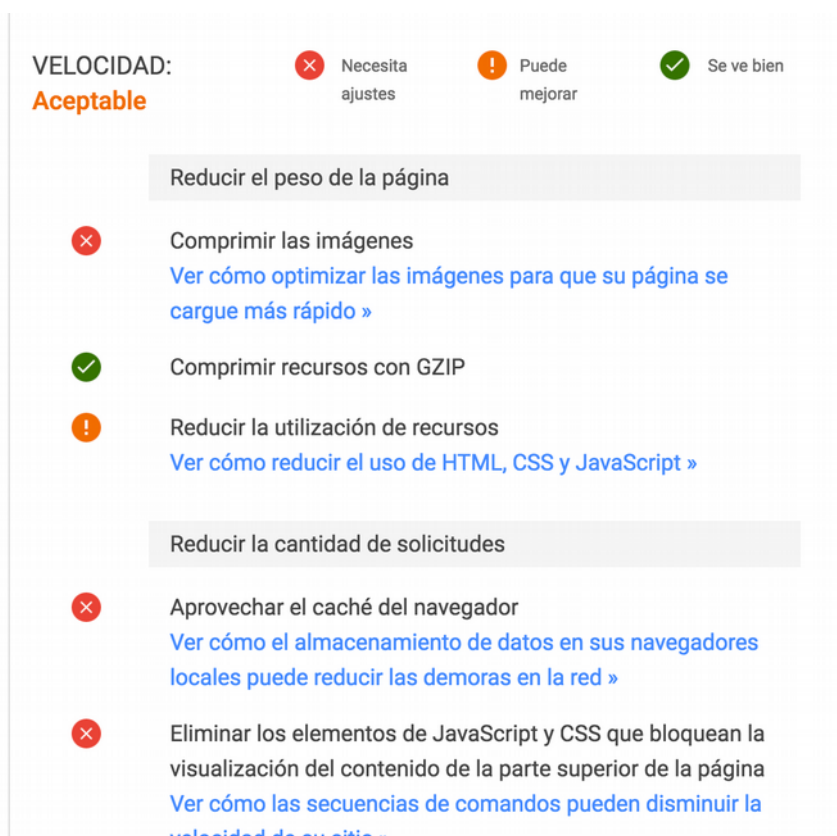 VELOCIDAD:
Aceptable
Necesita
ajustes
Puede
mejorar
Se ve bien
Reducir el peso de la página
Comprimir las imágenes
Ver cómo optimizar las imágenes para que su página se
cargue más rápido »
Comprimir recursos con GZIP
Reducir la utilización de recursos
Ver cómo reducir el uso de HTML, CSS y JavaScript »
Reducir la cantidad de solicitudes
Aprovechar el caché del navegador
Ver cómo el almacenamiento de datos en sus navegadores
locales puede reducir las demoras en la red »
Eliminar los elementos de JavaScript y CSS que bloquean la
visualización del contenido de la parte superior de la página
Ver cómo las secuencias de comandos pueden disminuir la
velocidad de su sitio »